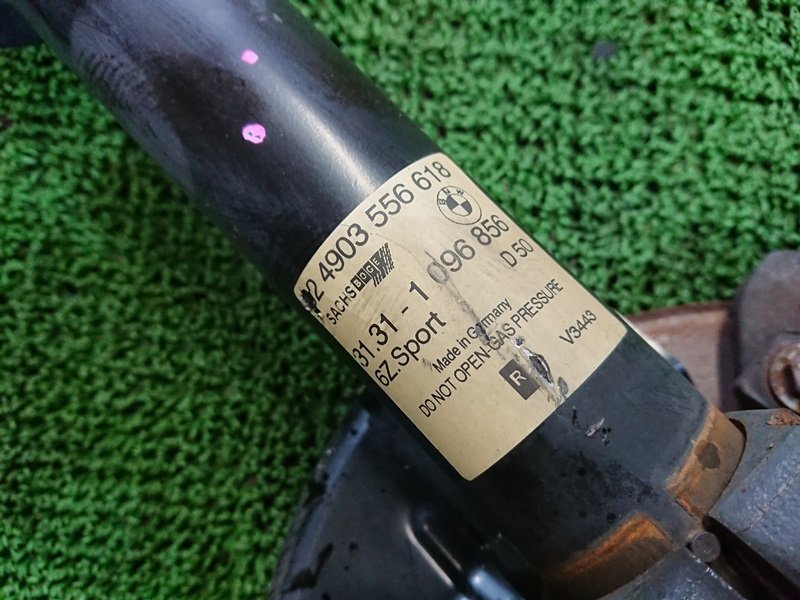 22 4903 556 618
BMW
SACHS BOGE
31.31 - 1 096 856
6Z.Sport
D 50
Made in Germany
DO NOT OPEN-GAS PRESSURE
R
V3443